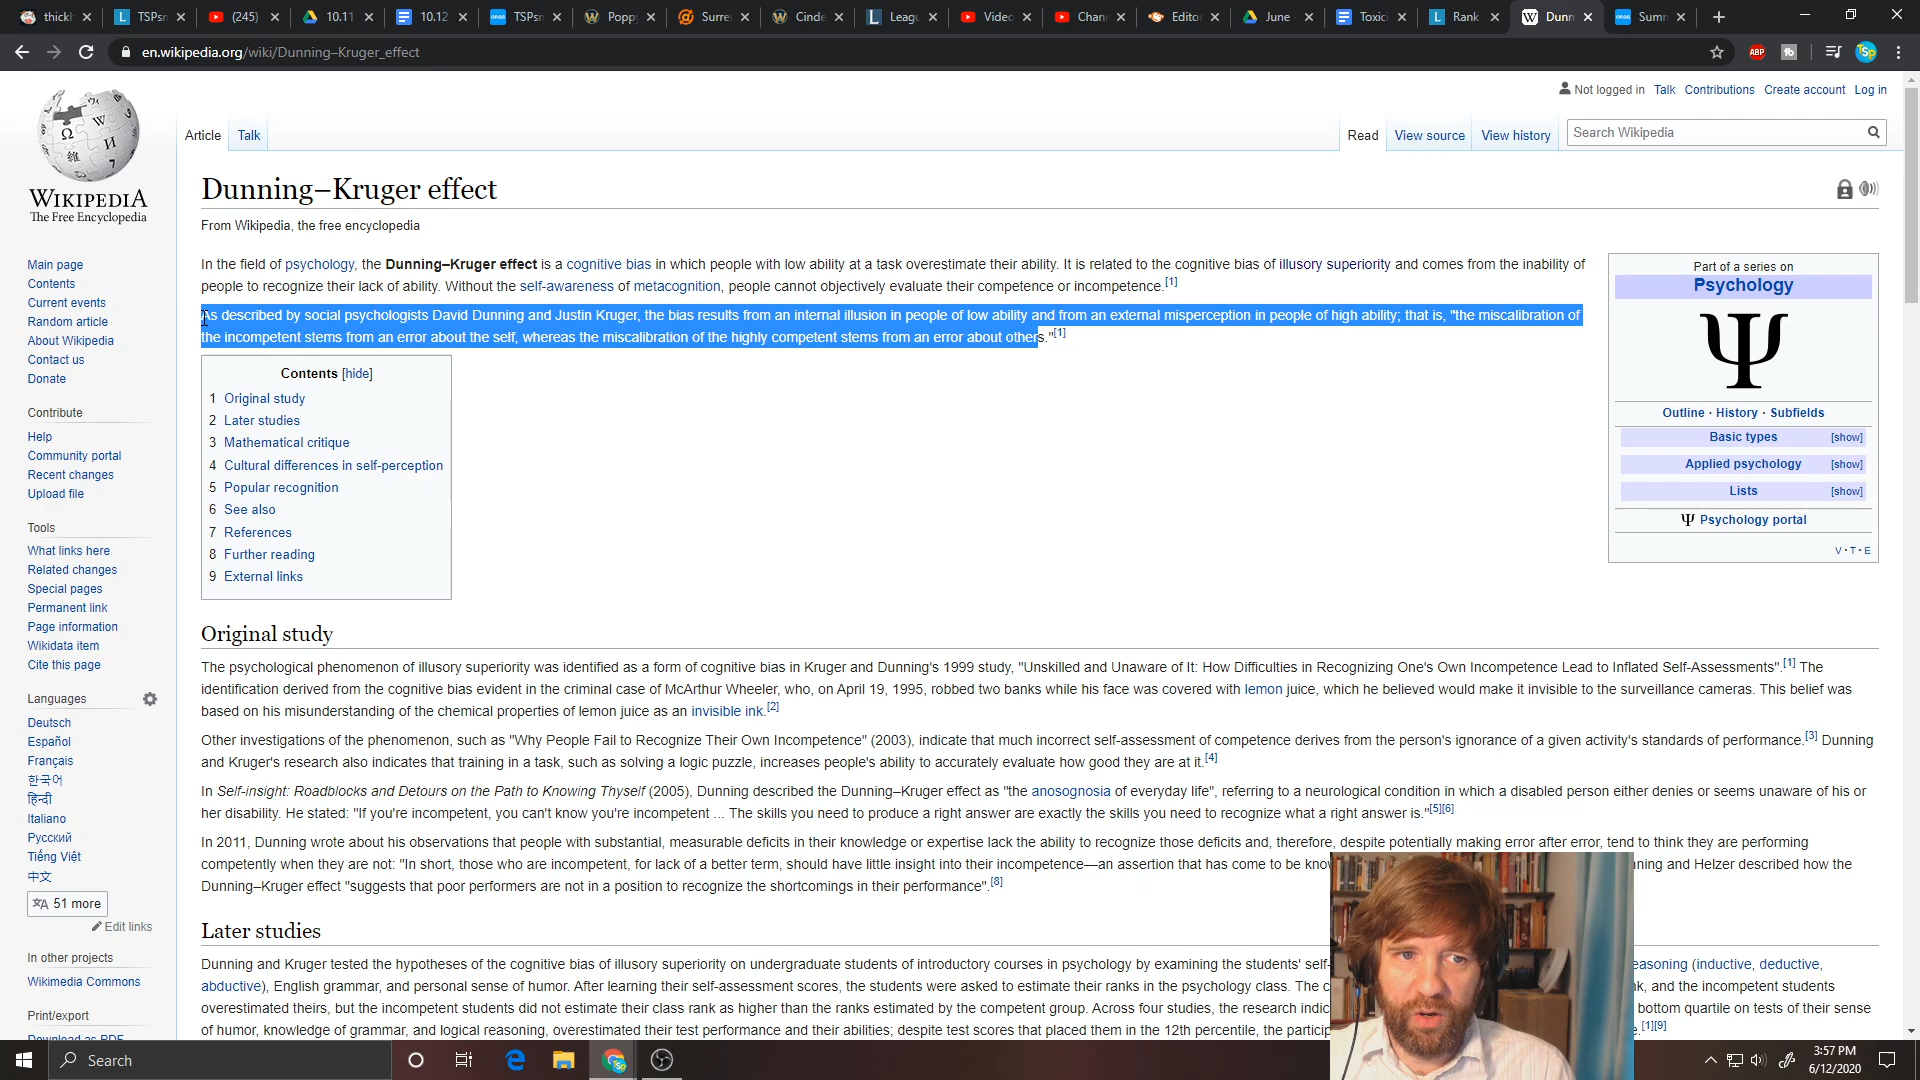 thickh
TSPsn
(245)
10.11
10.12
TSPsn
Poppy
Surre
Cinde
Leagu
Video
Chann
Editor
June
Toxici
Rank
Dunn
Summ
en.wikipedia.org/wiki/Dunning–Kruger_effect
ABP
Not logged in Talk Contributions Create account Log in
WIKIPEDIA
The Free Encyclopedia
Article Talk
Read View source View history
Search Wikipedia
Dunning–Kruger effect
From Wikipedia, the free encyclopedia
In the field of psychology, the Dunning–Kruger effect is a cognitive bias in which people with low ability at a task overestimate their ability. It is related to the cognitive bias of illusory superiority and comes from the inability of
people to recognize their lack of ability. Without the self-awareness of metacognition, people cannot objectively evaluate their competence or incompetence.[1]
As described by social psychologists David Dunning and Justin Kruger, the bias results from an internal illusion in people of low ability and from an external misperception in people of high ability; that is, "the miscalibration of
the incompetent stems from an error about the self, whereas the miscalibration of the highly competent stems from an error about others."[1]
Contents [hide]
1 Original study
2 Later studies
3 Mathematical critique
4 Cultural differences in self-perception
5 Popular recognition
6 See also
7 References
8 Further reading
9 External links
Part of a series on
Psychology
Ψ
Outline · History · Subfields
Basic types [show]
Applied psychology [show]
Lists [show]
Ψ Psychology portal
V · T · E
Main page
Contents
Current events
Random article
About Wikipedia
Contact us
Donate
Contribute
Help
Community portal
Recent changes
Upload file
Tools
What links here
Related changes
Special pages
Permanent link
Page information
Wikidata item
Cite this page
Languages
Deutsch
Español
Français
한국어
हिन्दी
Italiano
Русский
Tiếng Việt
中文
51 more
Edit links
In other projects
Wikimedia Commons
Print/export
Download as PDF
Original study
The psychological phenomenon of illusory superiority was identified as a form of cognitive bias in Kruger and Dunning's 1999 study, "Unskilled and Unaware of It: How Difficulties in Recognizing One's Own Incompetence Lead to Inflated Self-Assessments".[1] The
identification derived from the cognitive bias evident in the criminal case of McArthur Wheeler, who, on April 19, 1995, robbed two banks while his face was covered with lemon juice, which he believed would make it invisible to the surveillance cameras. This belief was
based on his misunderstanding of the chemical properties of lemon juice as an invisible ink.[2]
Other investigations of the phenomenon, such as "Why People Fail to Recognize Their Own Incompetence" (2003), indicate that much incorrect self-assessment of competence derives from the person's ignorance of a given activity's standards of performance.[3] Dunning
and Kruger's research also indicates that training in a task, such as solving a logic puzzle, increases people's ability to accurately evaluate how good they are at it.[4]
In Self-insight: Roadblocks and Detours on the Path to Knowing Thyself (2005), Dunning described the Dunning–Kruger effect as "the anosognosia of everyday life", referring to a neurological condition in which a disabled person either denies or seems unaware of his or
her disability. He stated: "If you're incompetent, you can't know you're incompetent ... The skills you need to produce a right answer are exactly the skills you need to recognize what a right answer is."[5][6]
In 2011, Dunning wrote about his observations that people with substantial, measurable deficits in their knowledge or expertise lack the ability to recognize those deficits and, therefore, despite potentially making error after error, tend to think they are performing
competently when they are not: "In short, those who are incompetent, for lack of a better term, should have little insight into their incompetence—an assertion that has come to be know nning and Helzer described how the
Dunning–Kruger effect "suggests that poor performers are not in a position to recognize the shortcomings in their performance".[8]
Later studies
Dunning and Kruger tested the hypotheses of the cognitive bias of illusory superiority on undergraduate students of introductory courses in psychology by examining the students' self- easoning (inductive, deductive,
abductive), English grammar, and personal sense of humor. After learning their self-assessment scores, the students were asked to estimate their ranks in the psychology class. The c nk, and the incompetent students
overestimated theirs, but the incompetent students did not estimate their class rank as higher than the ranks estimated by the competent group. Across four studies, the research indic bottom quartile on tests of their sense
of humor, knowledge of grammar, and logical reasoning, overestimated their test performance and their abilities; despite test scores that placed them in the 12th percentile, the particip e.[1][9]
Search
3:57 PM
6/12/2020